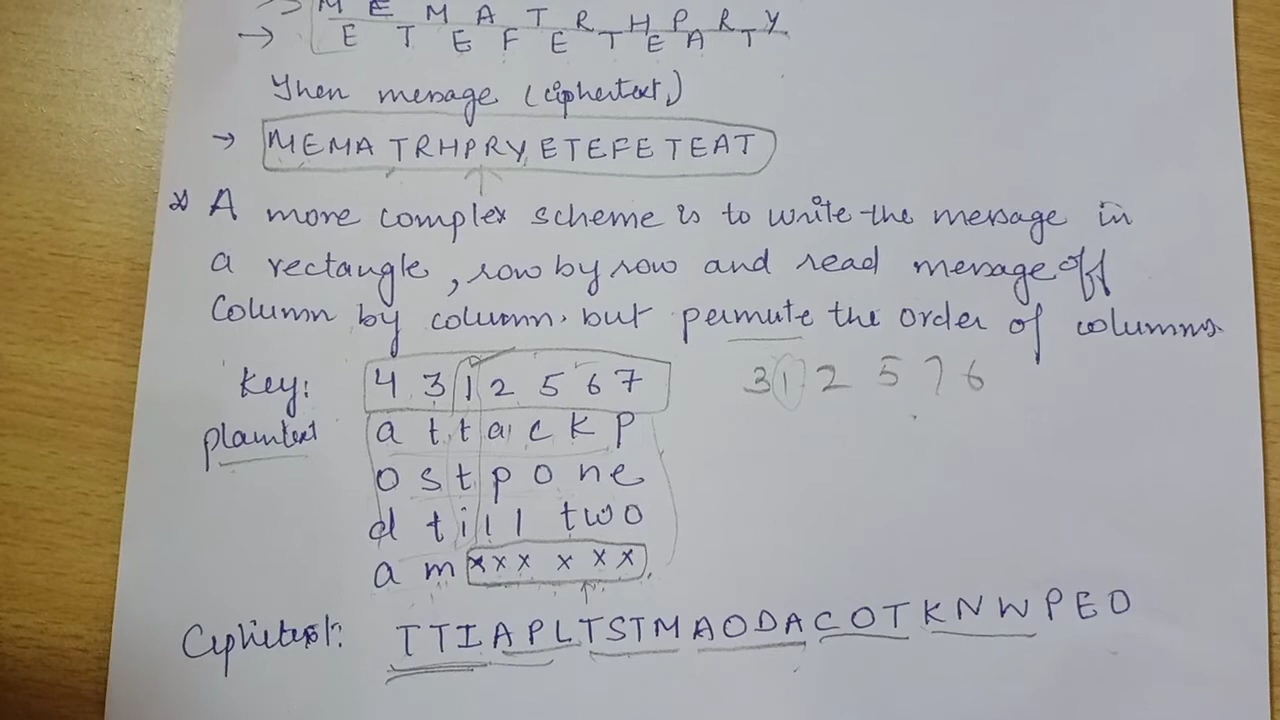 → M E M A T R H P R Y
→ E T E F E T E A T
Then message (ciphertext)
→ MEMATRHPRYETEFETEAT
A more complex scheme is to write the message in
a rectangle, row by row and read message off
Column by column. but permute the order of columns
Key: 4 3 1 2 5 6 7 3 1 2 5 7 6
plaintext a t t a c k p
o s t p o n e
d t i l l t w o
a m x x x x x x
Ciphetext: TTIAPLTSTMAODACOTKNWPEO